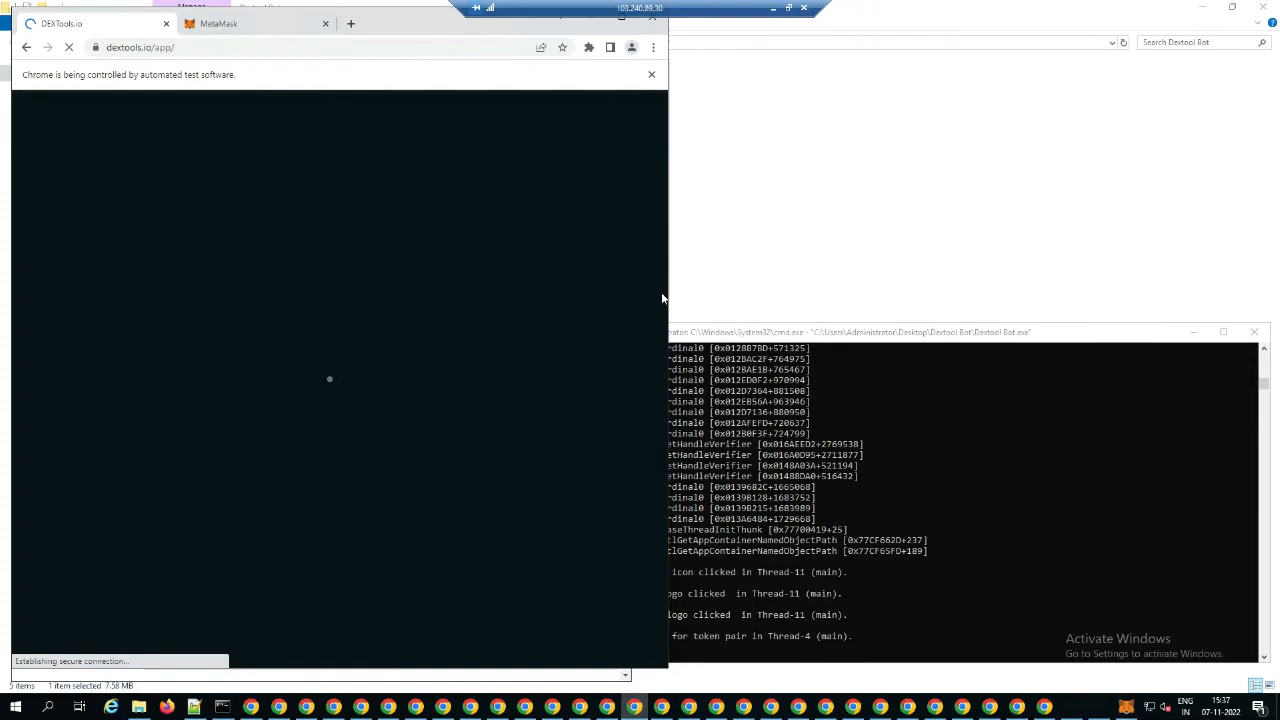 103.240.89.30
DEXTools.io
MetaMask
dextools.io/app/
Search Dextool Bot
Chrome is being controlled by automated test software.
C:\Windows\System32\cmd.exe - "C:\Users\Administrator\Desktop\Dextool Bot\Dextool Bot.exe"
rdinal0 [0x0128B7BD+571325]
rdinal0 [0x012BAC2F+764975]
rdinal0 [0x012BAE1B+765467]
rdinal0 [0x012ED0F2+970994]
rdinal0 [0x012D7364+881508]
rdinal0 [0x012EB56A+963946]
rdinal0 [0x012D7136+880950]
rdinal0 [0x012AFEFD+720637]
rdinal0 [0x012B0F3F+724799]
etHandleVerifier [0x016AEED2+2769538]
etHandleVerifier [0x016A0D95+2711877]
etHandleVerifier [0x0148A03A+521194]
etHandleVerifier [0x01488DA0+516432]
rdinal0 [0x0139682C+1665068]
rdinal0 [0x0139B128+1683752]
rdinal0 [0x0139B215+1683989]
rdinal0 [0x013A6484+1729668]
aseThreadInitThunk [0x77700419+25]
tlGetAppContainerNamedObjectPath [0x77CF662D+237]
tlGetAppContainerNamedObjectPath [0x77CF65FD+189]
icon clicked in Thread-11 (main).
ogo clicked  in Thread-11 (main).
logo clicked  in Thread-11 (main).
for token pair in Thread-4 (main).
Activate Windows
Go to Settings to activate Windows.
Establishing secure connection...
5 items 1 item selected 7.58 MB
ENG
IN
15:37
07-11-2022